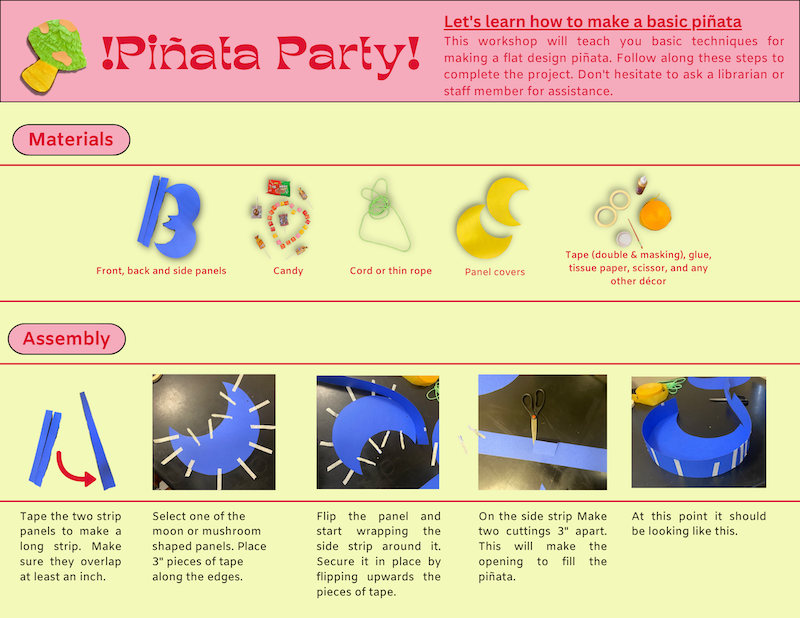 !Piñata Party!
Let's learn how to make a basic piñata
This workshop will teach you basic techniques for
making a flat design piñata. Follow along these steps to
complete the project. Don't hesitate to ask a librarian or
staff member for assistance.
Materials
Front, back and side panels
Candy
Cord or thin rope
Panel covers
Tape (double & masking), glue,
tissue paper, scissor, and any
other décor
Assembly
Tape the two strip
panels to make a
long strip. Make
sure they overlap
at least an inch.
Select one of the
moon or mushroom
shaped panels. Place
3" pieces of tape
along the edges.
Flip the panel and
start wrapping the
side strip around it.
Secure it in place by
flipping upwards the
pieces of tape.
On the side strip Make
two cuttings 3" apart.
This will make the
opening to fill the
piñata.
At this point it should
be looking like this.